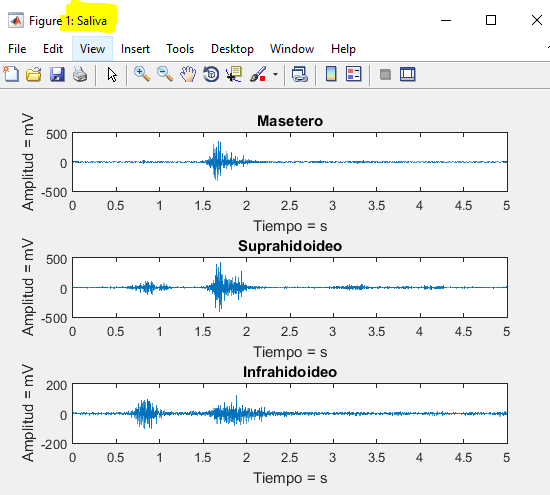 Figure 1: Saliva
File Edit View Insert Tools Desktop Window Help
Masetero
Amplitud = mV
500
0
-500
0 0.5 1 1.5 2 2.5 3 3.5 4 4.5 5
Tiempo = s
Suprahidoideo
Amplitud = mV
500
0
-500
0 0.5 1 1.5 2 2.5 3 3.5 4 4.5 5
Tiempo = s
Infrahidoideo
Amplitud = mV
200
0
-200
0 0.5 1 1.5 2 2.5 3 3.5 4 4.5 5
Tiempo = s